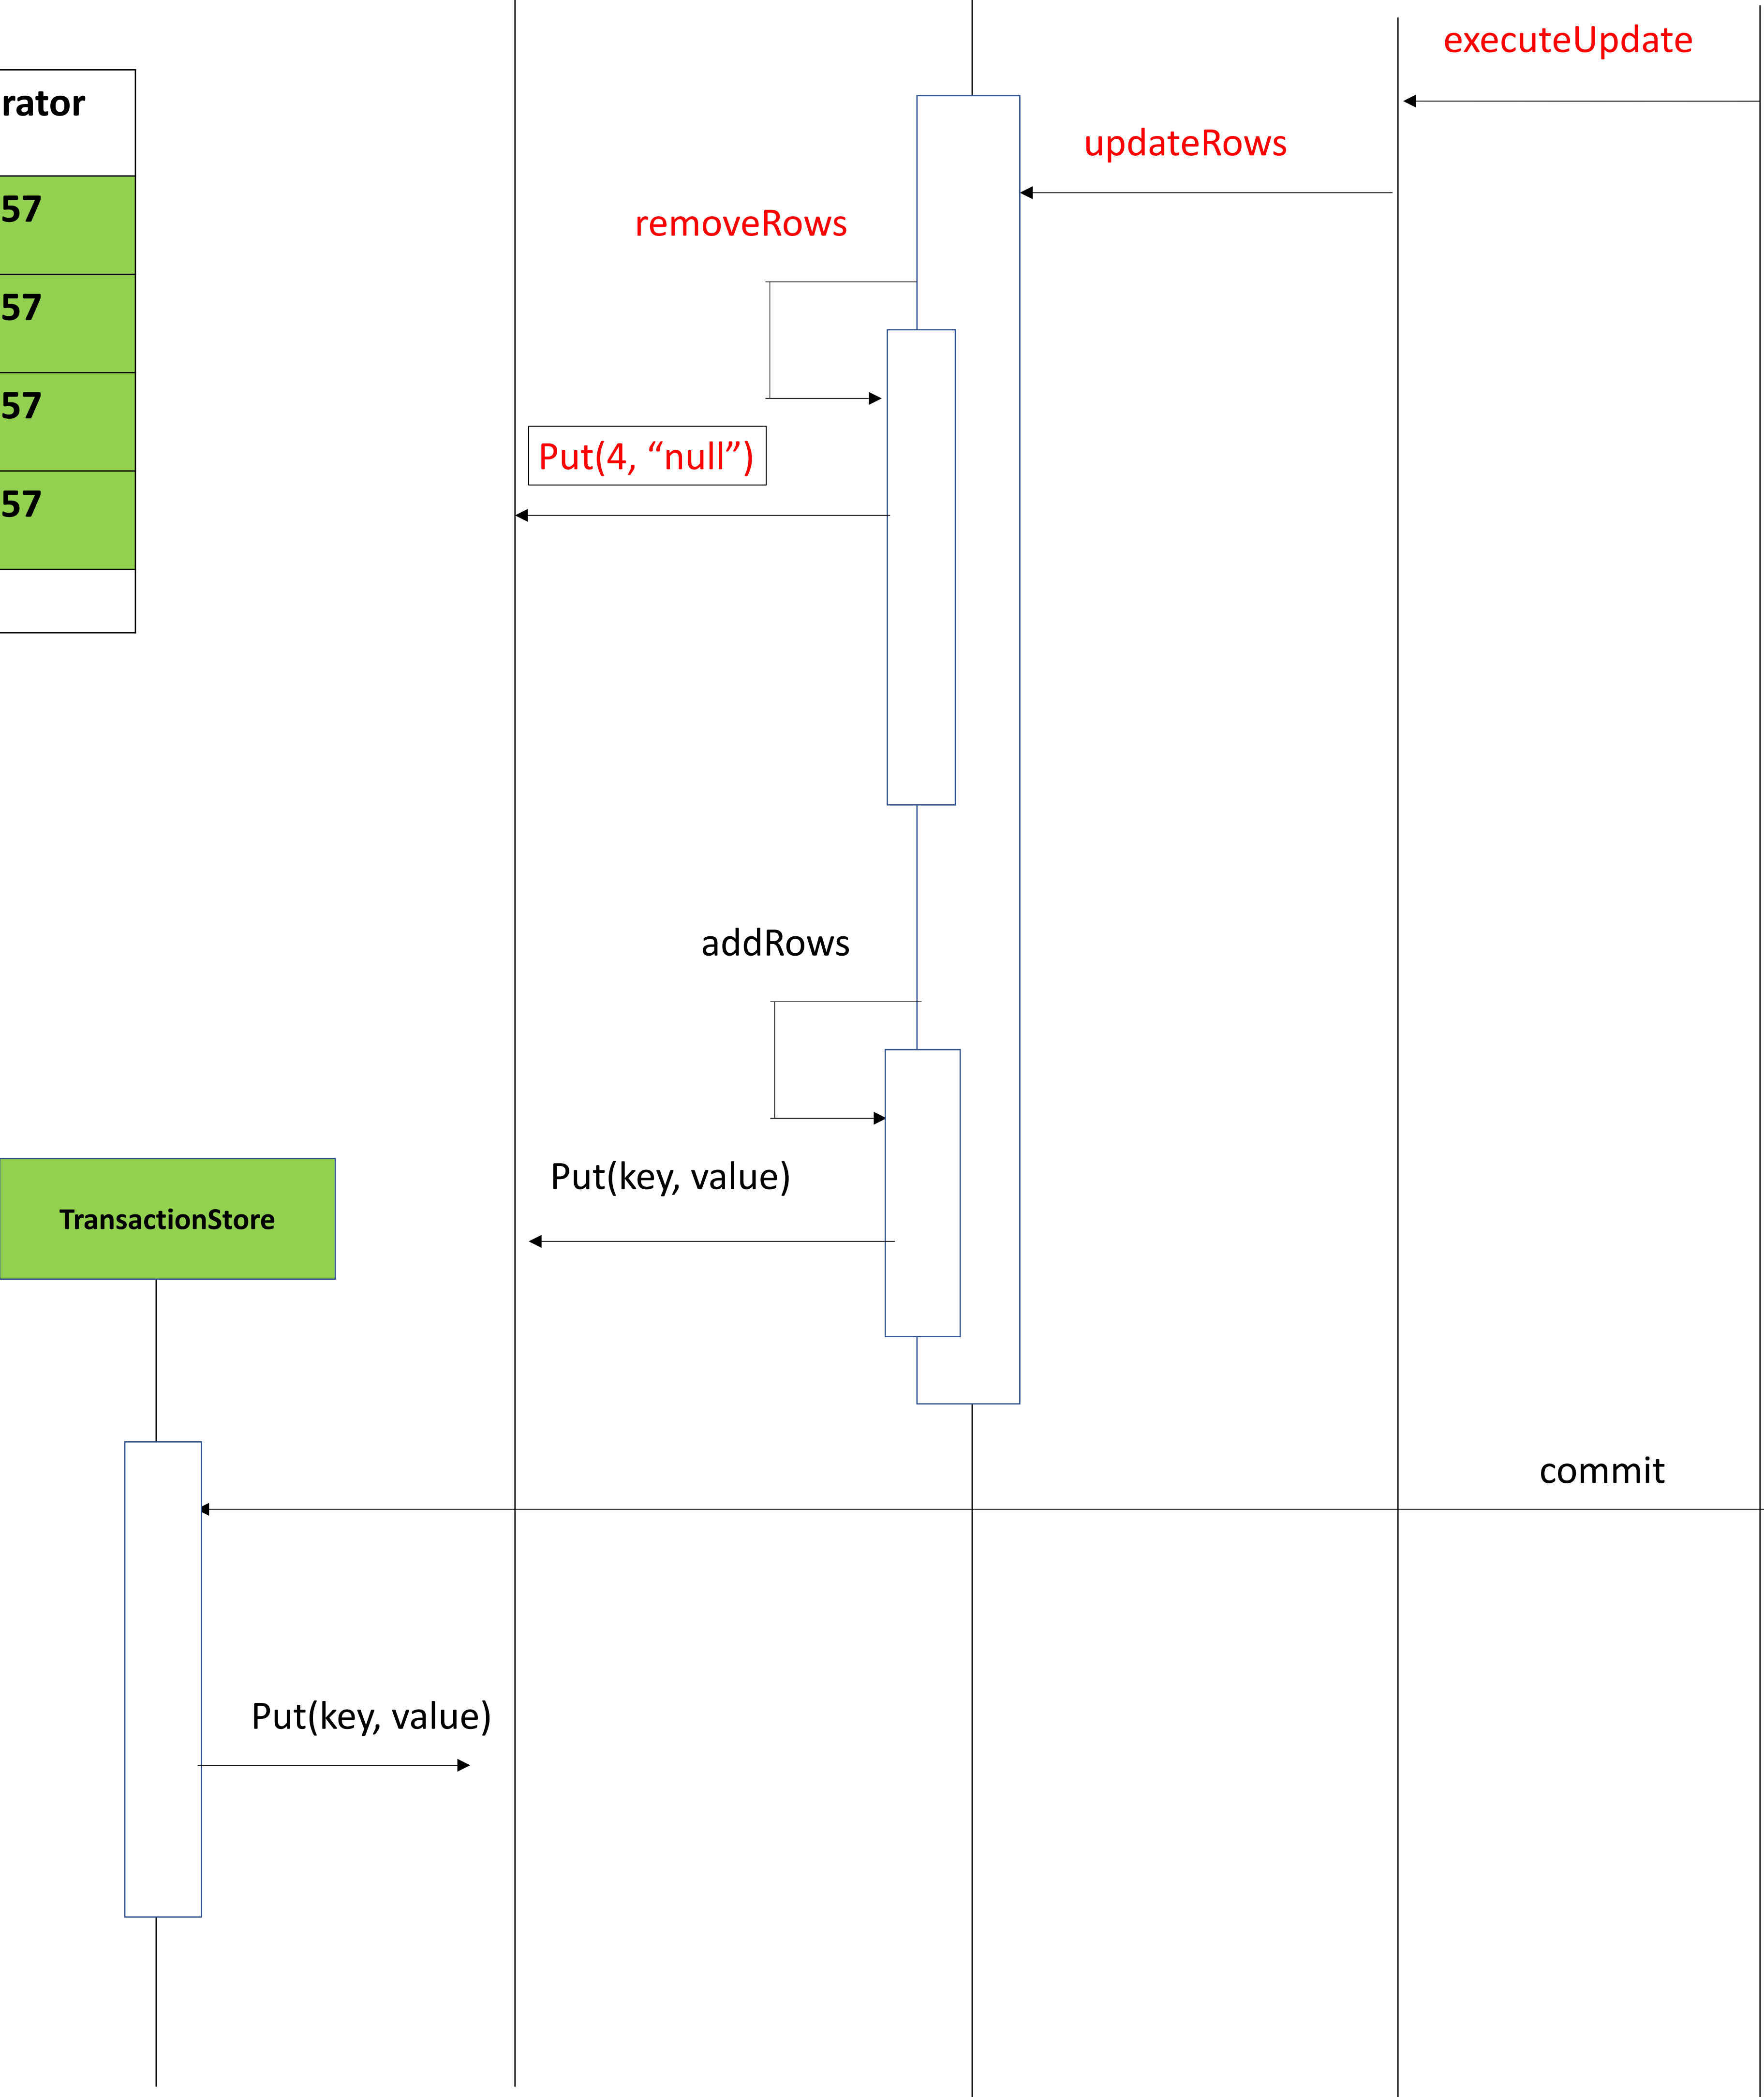 executeUpdate
rator
updateRows
57
removeRows
57
57
Put(4, “null”)
57
addRows
Put(key, value)
TransactionStore
commit
Put(key, value)